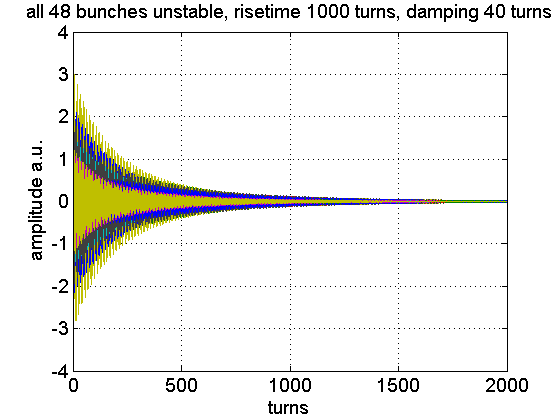 all 48 bunches unstable, risetime 1000 turns, damping 40 turns
4
3
2
1
0
-1
-2
-3
-4
amplitude a.u.
0 500 1000 1500 2000
turns